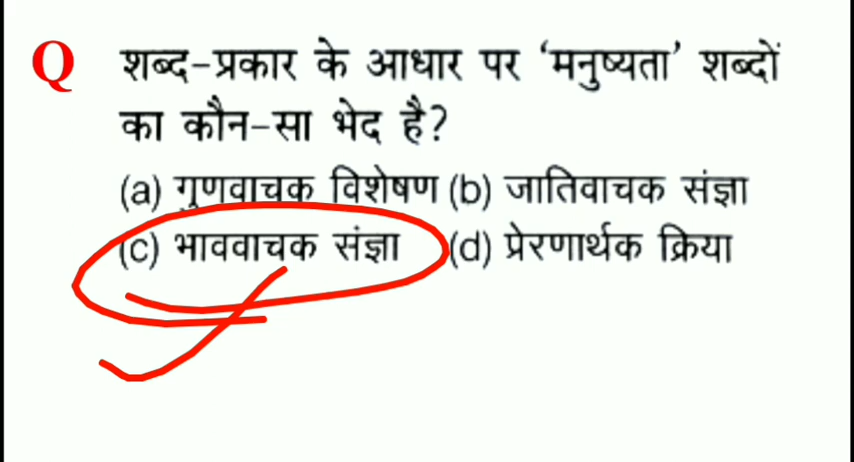 Q शब्द-प्रकार के आधार पर ‘मनुष्यता’ शब्दों
का कौन-सा भेद है?
(a) गुणवाचक विशेषण (b) जातिवाचक संज्ञा
(c) भाववाचक संज्ञा (d) प्रेरणार्थक क्रिया